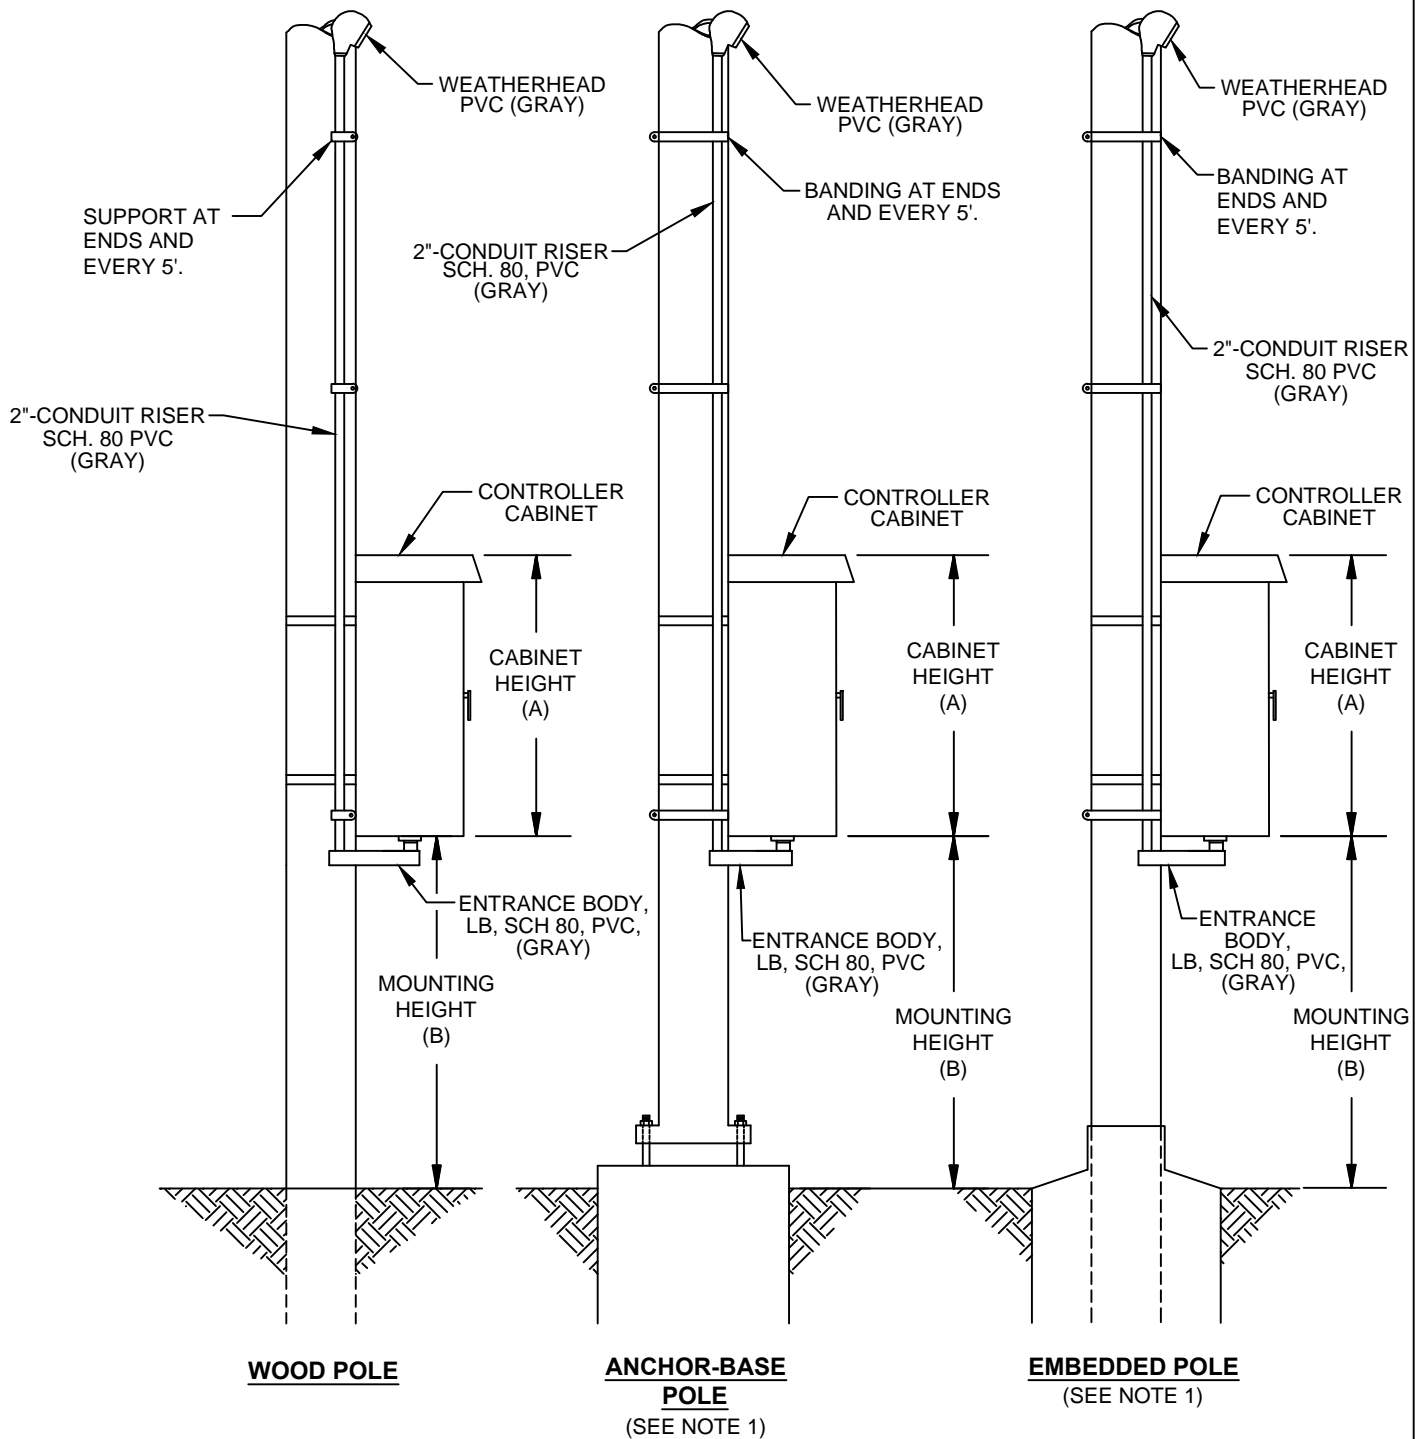 WEATHERHEAD
PVC (GRAY)
SUPPORT AT
ENDS AND
EVERY 5'.
2"-CONDUIT RISER
SCH. 80 PVC
(GRAY)
CONTROLLER
CABINET
CABINET
HEIGHT
(A)
ENTRANCE BODY,
LB, SCH 80, PVC,
(GRAY)
MOUNTING
HEIGHT
(B)
WOOD POLE
WEATHERHEAD
PVC (GRAY)
BANDING AT ENDS
AND EVERY 5'.
2"-CONDUIT RISER
SCH. 80, PVC
(GRAY)
CONTROLLER
CABINET
CABINET
HEIGHT
(A)
ENTRANCE BODY,
LB, SCH 80, PVC
(GRAY)
MOUNTING
HEIGHT
(B)
ANCHOR-BASE
POLE
(SEE NOTE 1)
WEATHERHEAD
PVC (GRAY)
BANDING AT
ENDS AND
EVERY 5'.
2"-CONDUIT RISER
SCH. 80 PVC
(GRAY)
CONTROLLER
CABINET
CABINET
HEIGHT
(A)
ENTRANCE
BODY,
LB, SCH 80, PVC,
(GRAY)
MOUNTING
HEIGHT
(B)
EMBEDDED POLE
(SEE NOTE 1)